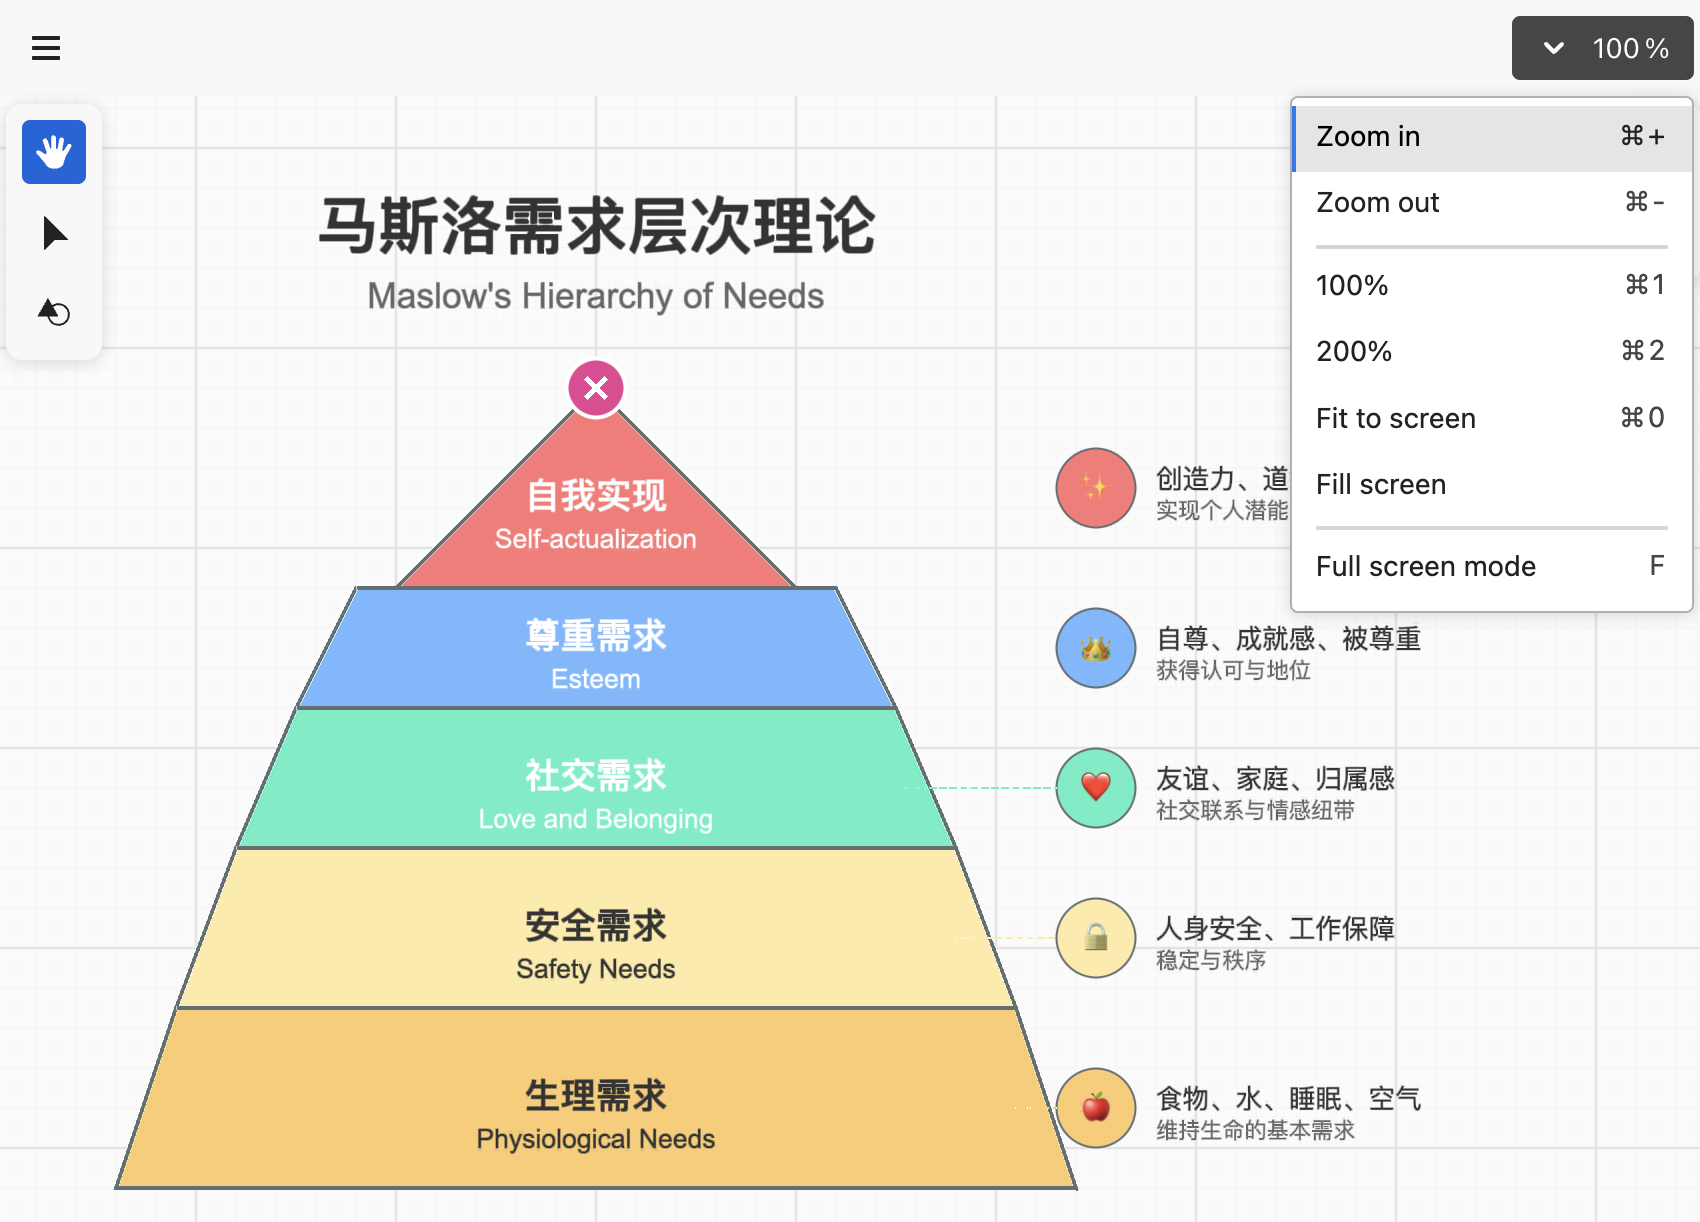 100 %
Zoom in ⌘+
Zoom out ⌘-
100% ⌘1
200% ⌘2
Fit to screen ⌘0
Fill screen
Full screen mode F
马斯洛需求层次理论
Maslow's Hierarchy of Needs
自我实现
Self-actualization
创造力、道
实现个人潜能
尊重需求
Esteem
自尊、成就感、被尊重
获得认可与地位
社交需求
Love and Belonging
友谊、家庭、归属感
社交联系与情感纽带
安全需求
Safety Needs
人身安全、工作保障
稳定与秩序
生理需求
Physiological Needs
食物、水、睡眠、空气
维持生命的基本需求